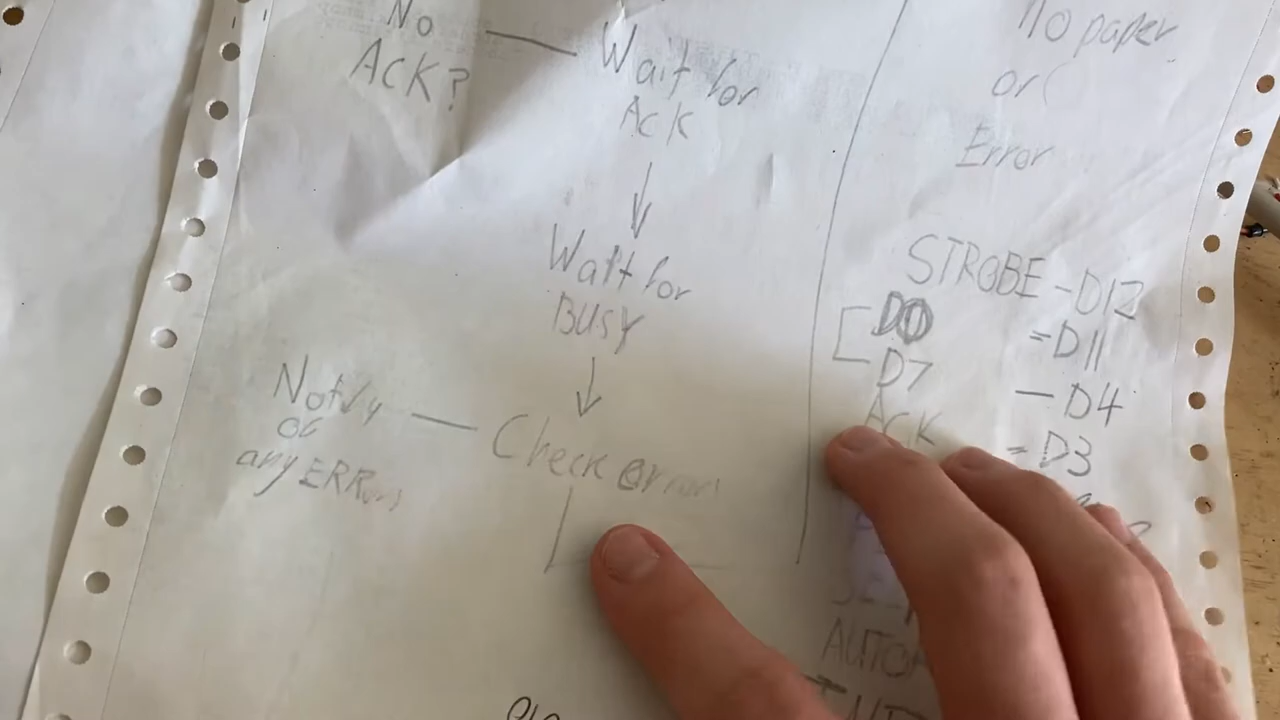 No
ACK?
Wait for
Ack
Wait for
BUSY
Notify
or
any ERRors
Check errors
No paper
or
Error
STROBE - D12
D0 = D11
D7 - D4
ACK = D3